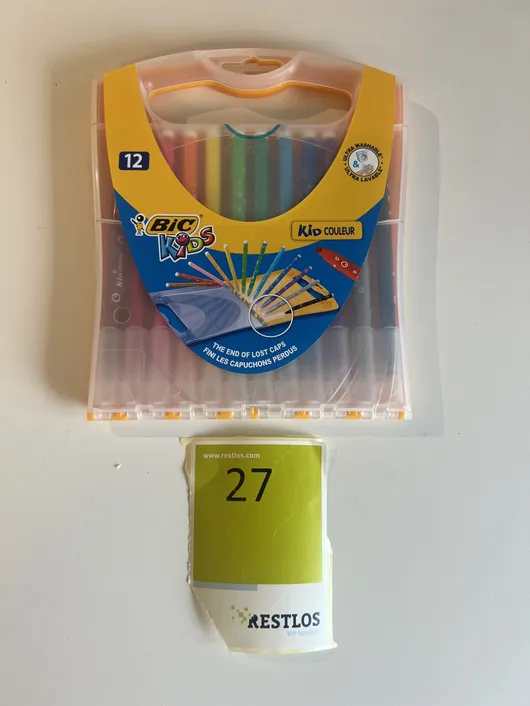 12
ULTRA WASHABLE
&
ULTRA LAVABLE
BIC
KIDS
Kid COULEUR
THE END OF LOST CAPS
FINI LES CAPUCHONS PERDUS
www.restlos.com
27
RESTLOS